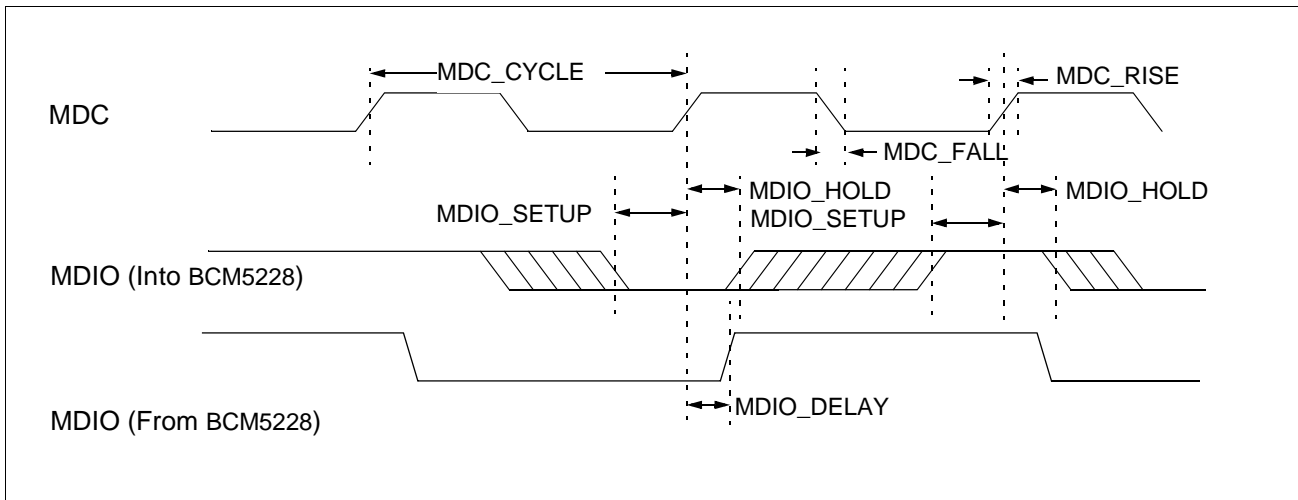 MDC_CYCLE
MDC_RISE
MDC
MDC_FALL
MDIO_HOLD
MDIO_HOLD
MDIO_SETUP
MDIO_SETUP
MDIO (Into BCM5228)
MDIO_DELAY
MDIO (From BCM5228)